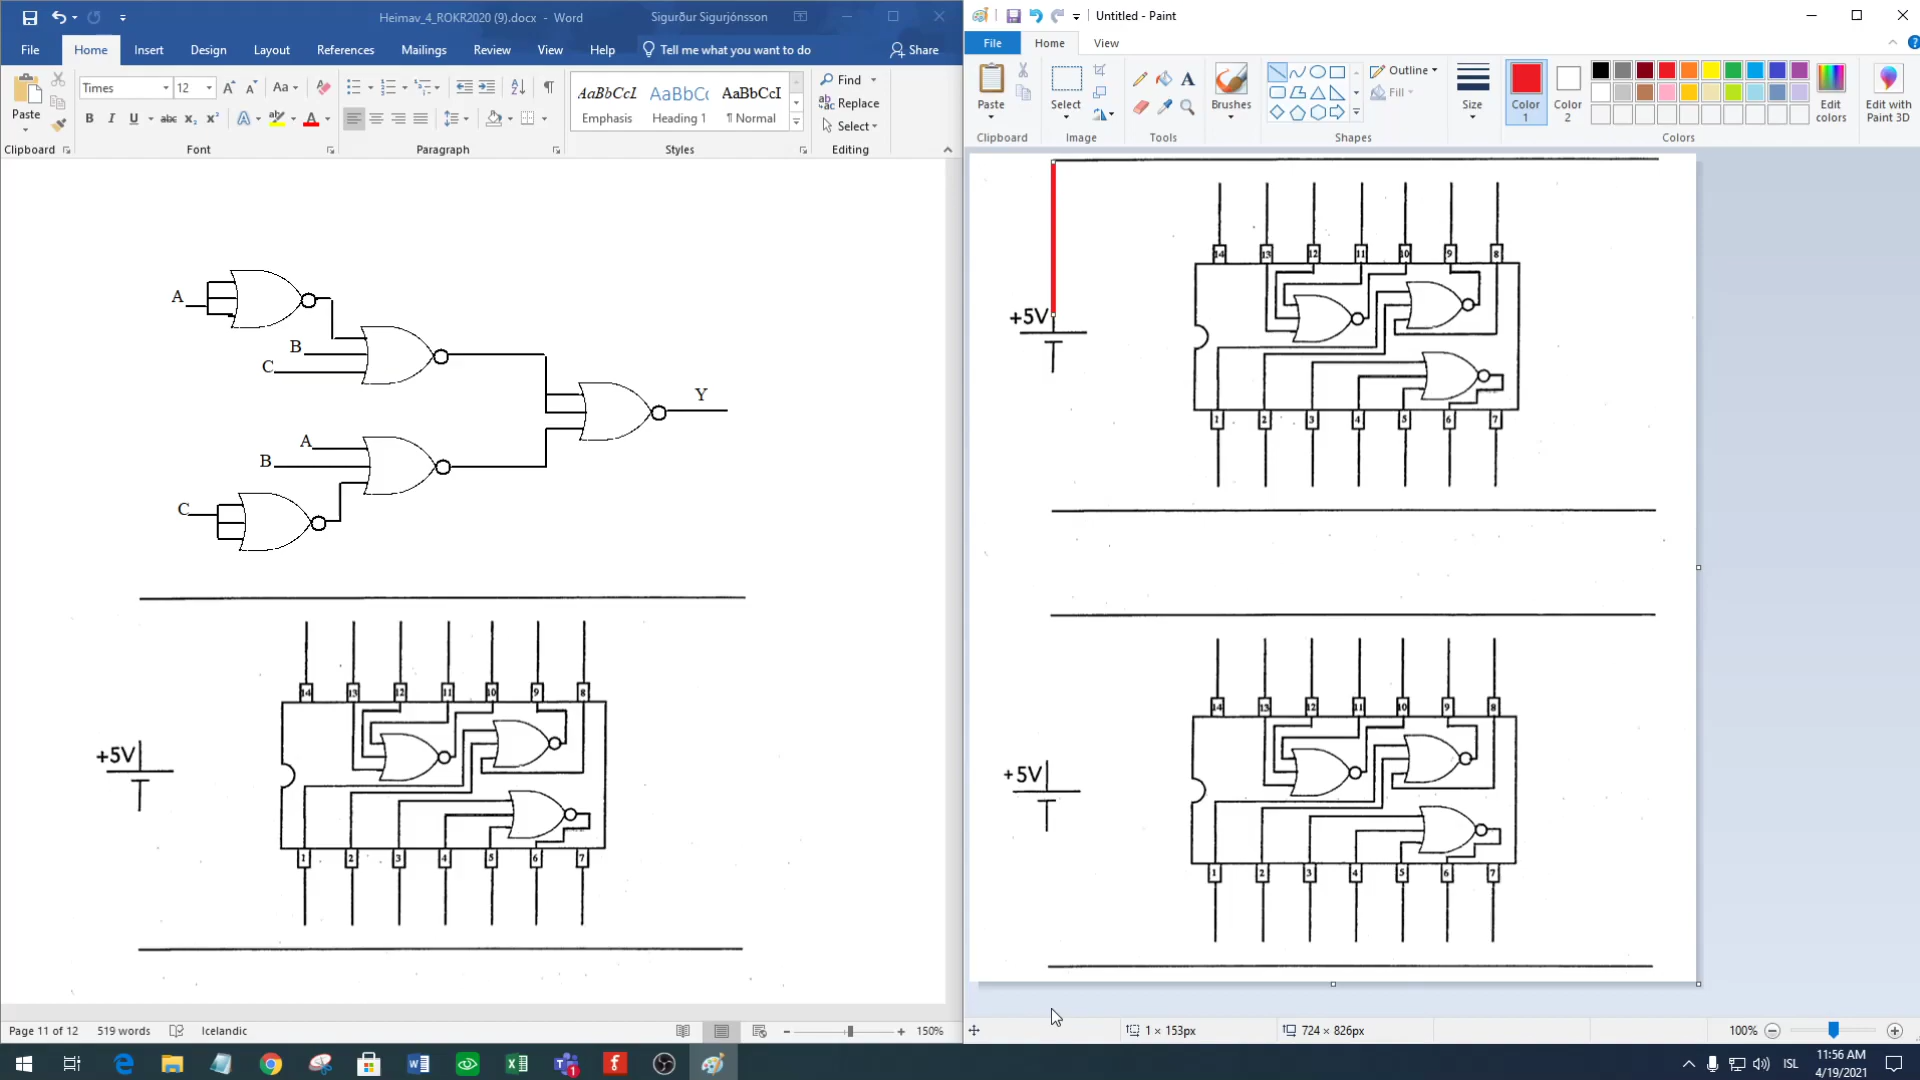 Heimav_4_ROKR2020 (9).docx - Word
Sigurður Sigurjónsson
File Home Insert Design Layout References Mailings Review View Help Tell me what you want to do Share
Paste
Clipboard
Times 12
Aa
B I U abc x₂ x²
A A
Font
Paragraph
AaBbCcI AaBbCc AaBbCcI
Emphasis Heading 1 ¶ Normal
Styles
Find
Replace
Select
Editing
A
B
C
Y
A
B
C
14 13 12 11 10 9 8
+5V
1 2 3 4 5 6 7
Page 11 of 12 519 words Icelandic 150%
Untitled - Paint
File Home View
Paste
Clipboard
Select
Image
A
Tools
Brushes
Outline
Fill
Shapes
Size
Color 1
Color 2
Edit colors
Edit with Paint 3D
Colors
14 13 12 11 10 9 8
+5V
1 2 3 4 5 6 7
14 13 12 11 10 9 8
+5V
1 2 3 4 5 6 7
1 × 153px 724 × 826px 100%
ISL
11:56 AM
4/19/2021